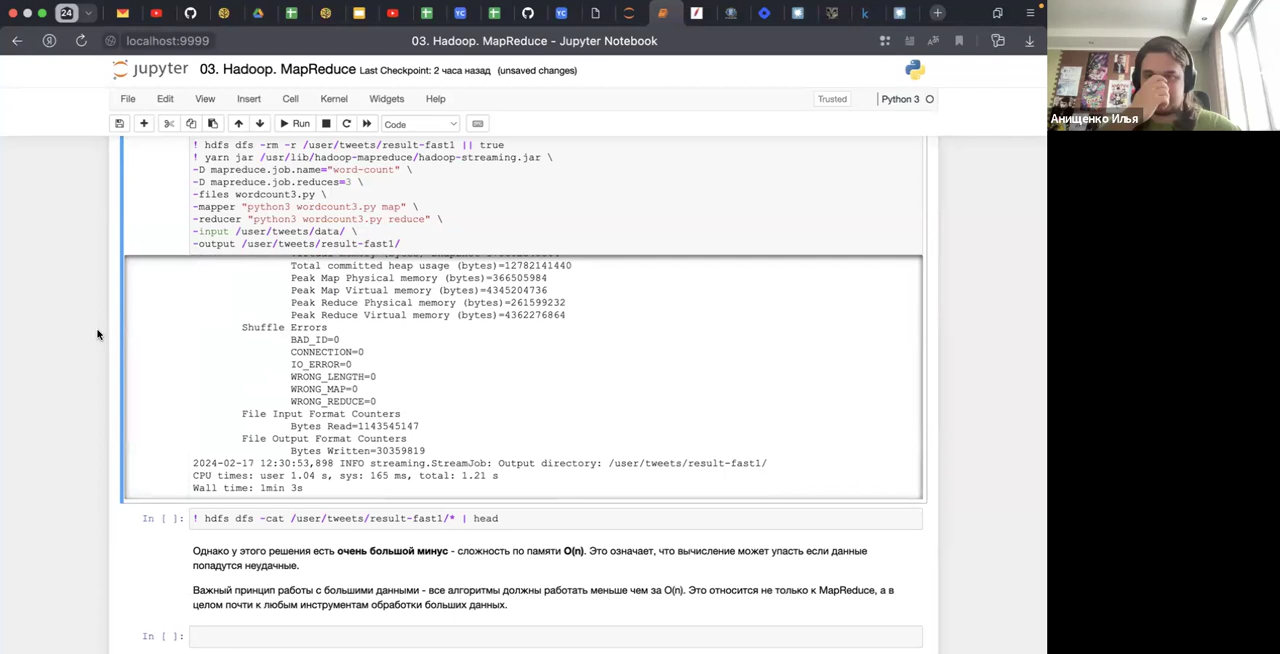 24
localhost:9999
03. Hadoop. MapReduce - Jupyter Notebook
jupyter 03. Hadoop. MapReduce Last Checkpoint: 2 часа назад (unsaved changes)
File Edit View Insert Cell Kernel Widgets Help Trusted Python 3
Run Code
! hdfs dfs -rm -r /user/tweets/result-fast1 || true
! yarn jar /usr/lib/hadoop-mapreduce/hadoop-streaming.jar \
-D mapreduce.job.name="word-count" \
-D mapreduce.job.reduces=3 \
-files wordcount3.py \
-mapper "python3 wordcount3.py map" \
-reducer "python3 wordcount3.py reduce" \
-input /user/tweets/data/ \
-output /user/tweets/result-fast1/
Total committed heap usage (bytes)=12782141440
Peak Map Physical memory (bytes)=366505984
Peak Map Virtual memory (bytes)=4345204736
Peak Reduce Physical memory (bytes)=261599232
Peak Reduce Virtual memory (bytes)=4362276864
Shuffle Errors
BAD_ID=0
CONNECTION=0
IO_ERROR=0
WRONG_LENGTH=0
WRONG_MAP=0
WRONG_REDUCE=0
File Input Format Counters
Bytes Read=1143545147
File Output Format Counters
Bytes Written=30359819
2024-02-17 12:30:53,898 INFO streaming.StreamJob: Output directory: /user/tweets/result-fast1/
CPU times: user 1.04 s, sys: 165 ms, total: 1.21 s
Wall time: 1min 3s
In [ ]: ! hdfs dfs -cat /user/tweets/result-fast1/* | head
Однако у этого решения есть очень большой минус - сложность по памяти O(n). Это означает, что вычисление может упасть если данные
попадутся неудачные.
Важный принцип работы с большими данными - все алгоритмы должны работать меньше чем за O(n). Это относится не только к MapReduce, а в
целом почти к любым инструментам обработки больших данных.
In [ ]:
Анищенко Илья